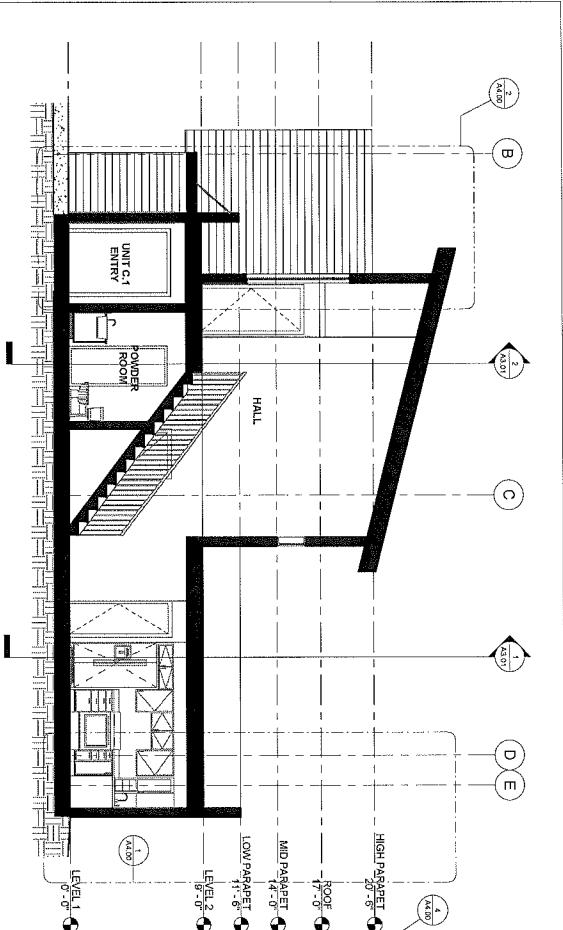 2
A4.00
B
2
A3.01
C
1
A3.01
D
E
UNIT C.1
ENTRY
POWDER
ROOM
HALL
HIGH PARAPET
20' - 6"
ROOF
17' - 0"
MID PARAPET
14' - 0"
LOW PARAPET
11' - 6"
LEVEL 2
9' - 0"
LEVEL 1
0' - 0"
1
A4.00
4
A4.00